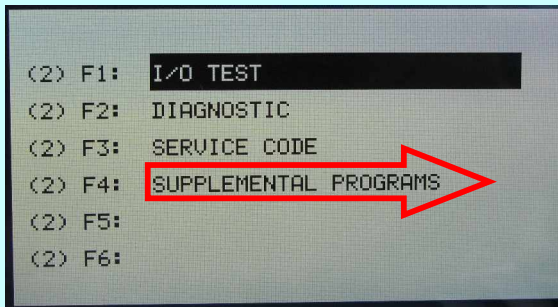 (2) F1: I/O TEST
(2) F2: DIAGNOSTIC
(2) F3: SERVICE CODE
(2) F4: SUPPLEMENTAL PROGRAMS
(2) F5:
(2) F6: